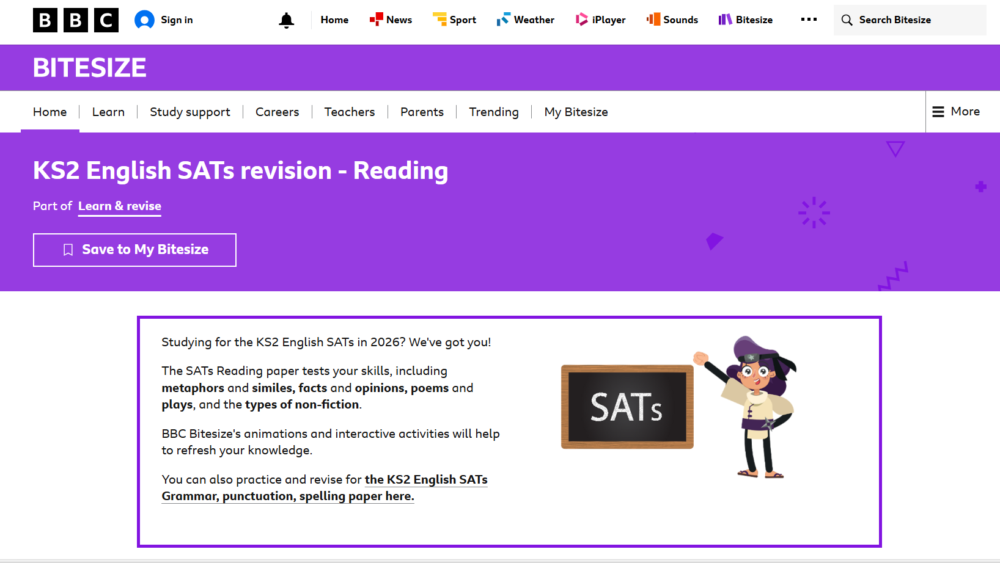 BBC
Sign in
Home
News
Sport
Weather
iPlayer
Sounds
Bitesize
Search Bitesize
BITESIZE
Home
Learn
Study support
Careers
Teachers
Parents
Trending
My Bitesize
More
KS2 English SATs revision - Reading
Part of Learn & revise
Save to My Bitesize
Studying for the KS2 English SATs in 2026? We've got you!
The SATs Reading paper tests your skills, including
metaphors and similes, facts and opinions, poems and
plays, and the types of non-fiction.
BBC Bitesize's animations and interactive activities will help
to refresh your knowledge.
You can also practice and revise for the KS2 English SATs
Grammar, punctuation, spelling paper here.
SATs